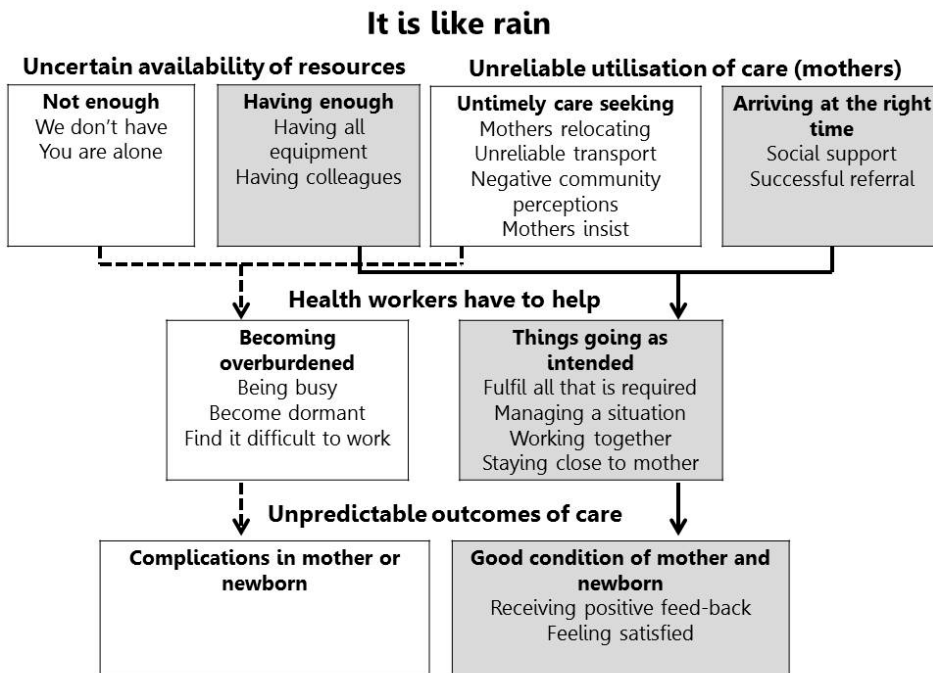 It is like rain
Uncertain availability of resources
Unreliable utilisation of care (mothers)
Not enough
We don’t have
You are alone
Having enough
Having all
equipment
Having colleagues
Untimely care seeking
Mothers relocating
Unreliable transport
Negative community
perceptions
Mothers insist
Arriving at the right
time
Social support
Successful referral
Health workers have to help
Becoming
overburdened
Being busy
Become dormant
Find it difficult to work
Things going as
intended
Fulfil all that is required
Managing a situation
Working together
Staying close to mother
Unpredictable outcomes of care
Complications in mother or
newborn
Good condition of mother and
newborn
Receiving positive feed-back
Feeling satisfied